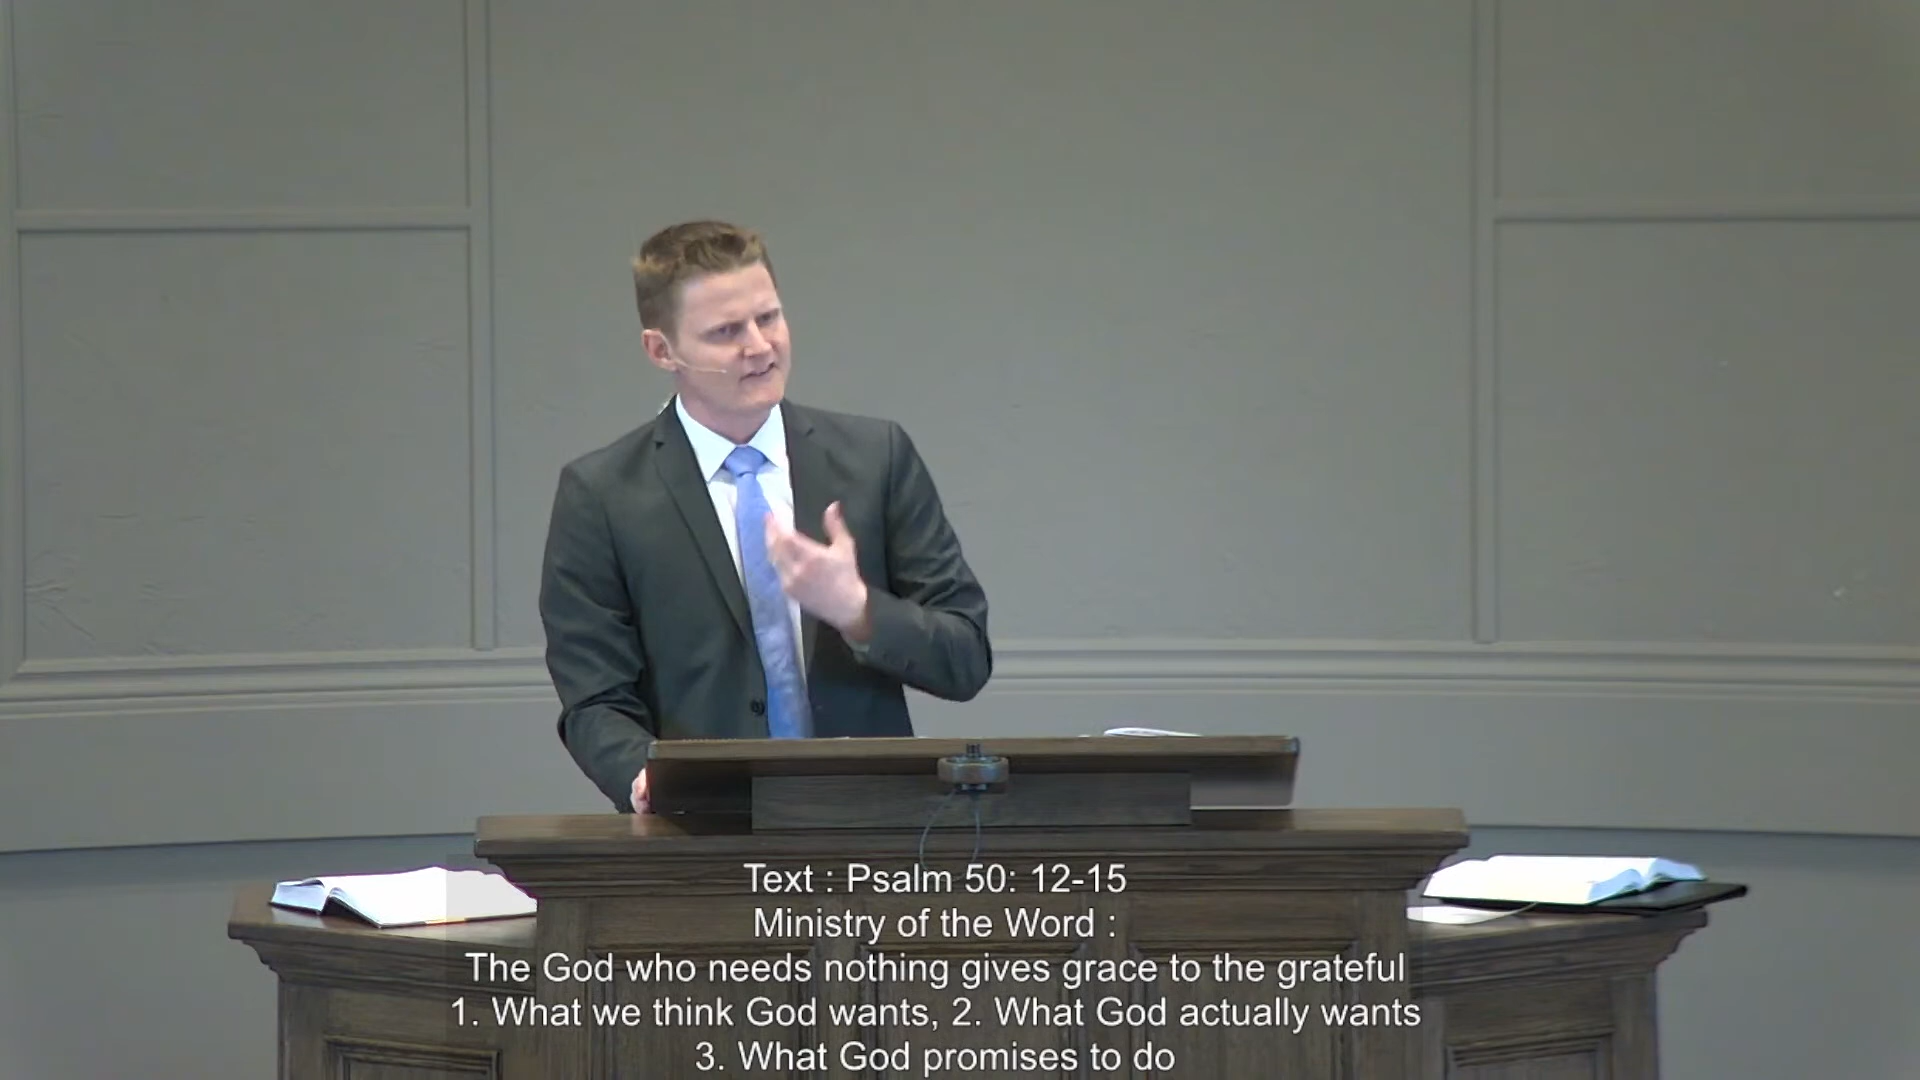 Text : Psalm 50: 12-15
Ministry of the Word :
The God who needs nothing gives grace to the grateful
1. What we think God wants, 2. What God actually wants
3. What God promises to do